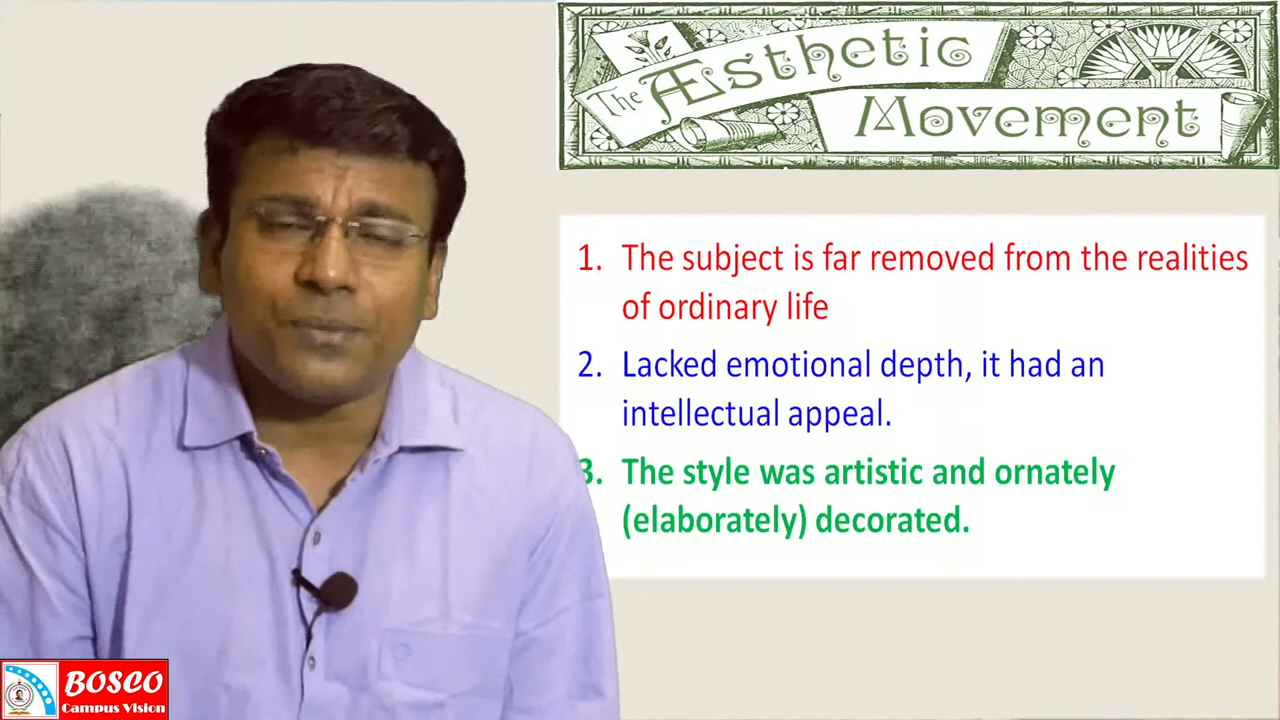 The Æsthetic
Movement
1. The subject is far removed from the realities
of ordinary life
2. Lacked emotional depth, it had an
intellectual appeal.
3. The style was artistic and ornately
(elaborately) decorated.
BOSCO
Campus Vision